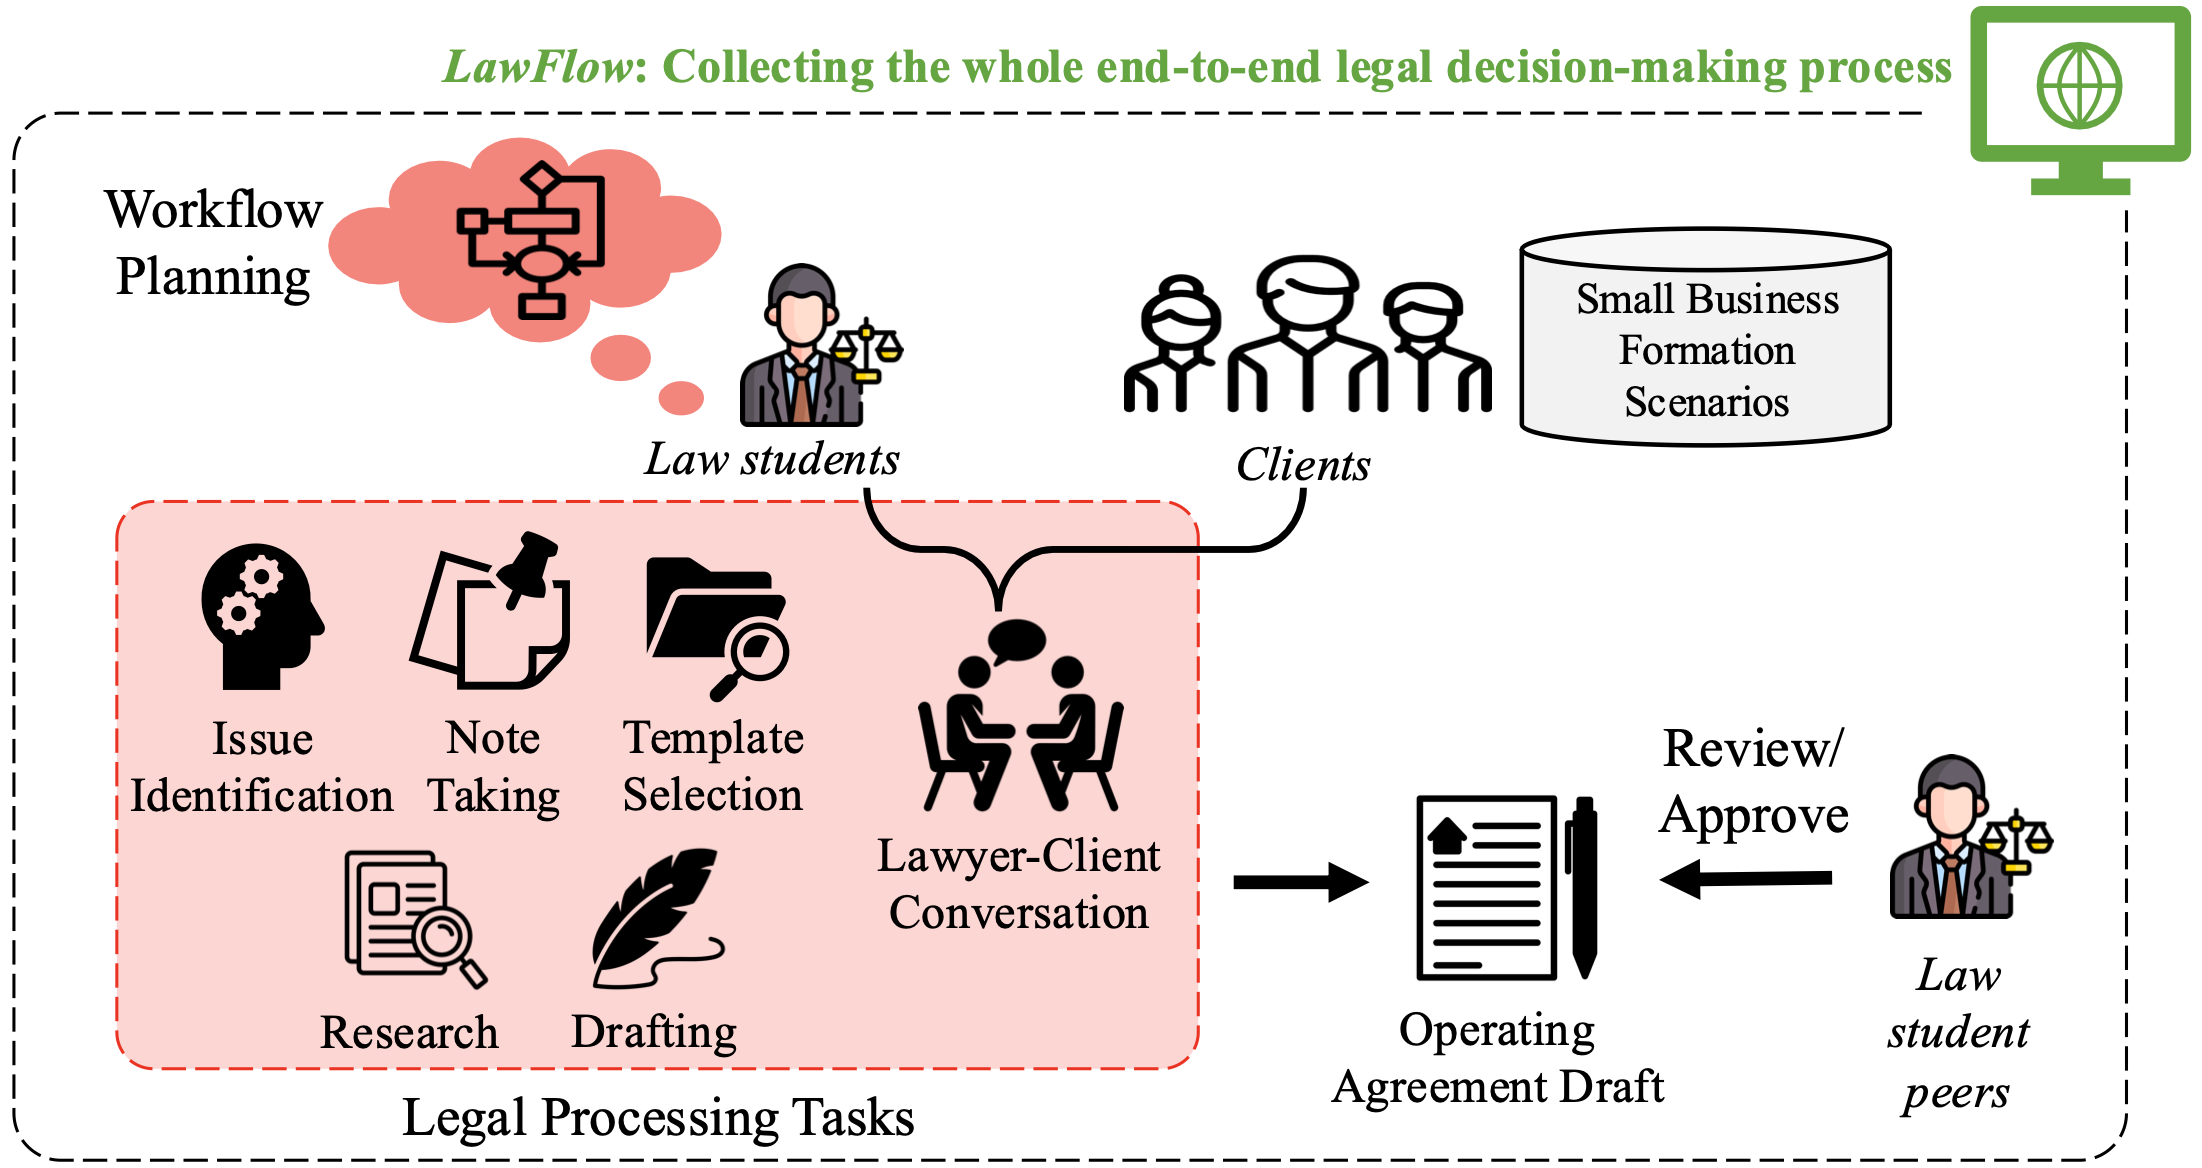 LawFlow: Collecting the whole end-to-end legal decision-making process
Workflow
Planning
Law students
Clients
Small Business
Formation
Scenarios
Issue
Identification
Note
Taking
Template
Selection
Lawyer-Client
Conversation
Research
Drafting
Legal Processing Tasks
Operating
Agreement Draft
Review/
Approve
Law
student
peers